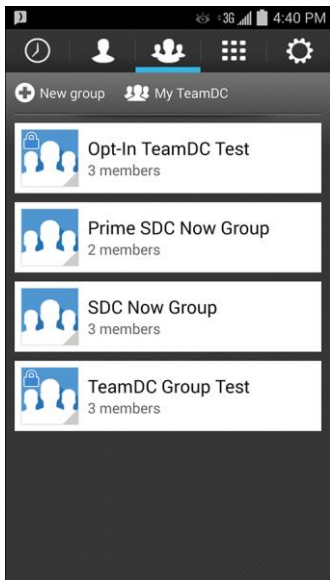 3G 4:40 PM
New group My TeamDC
Opt-In TeamDC Test
3 members
Prime SDC Now Group
2 members
SDC Now Group
3 members
TeamDC Group Test
3 members